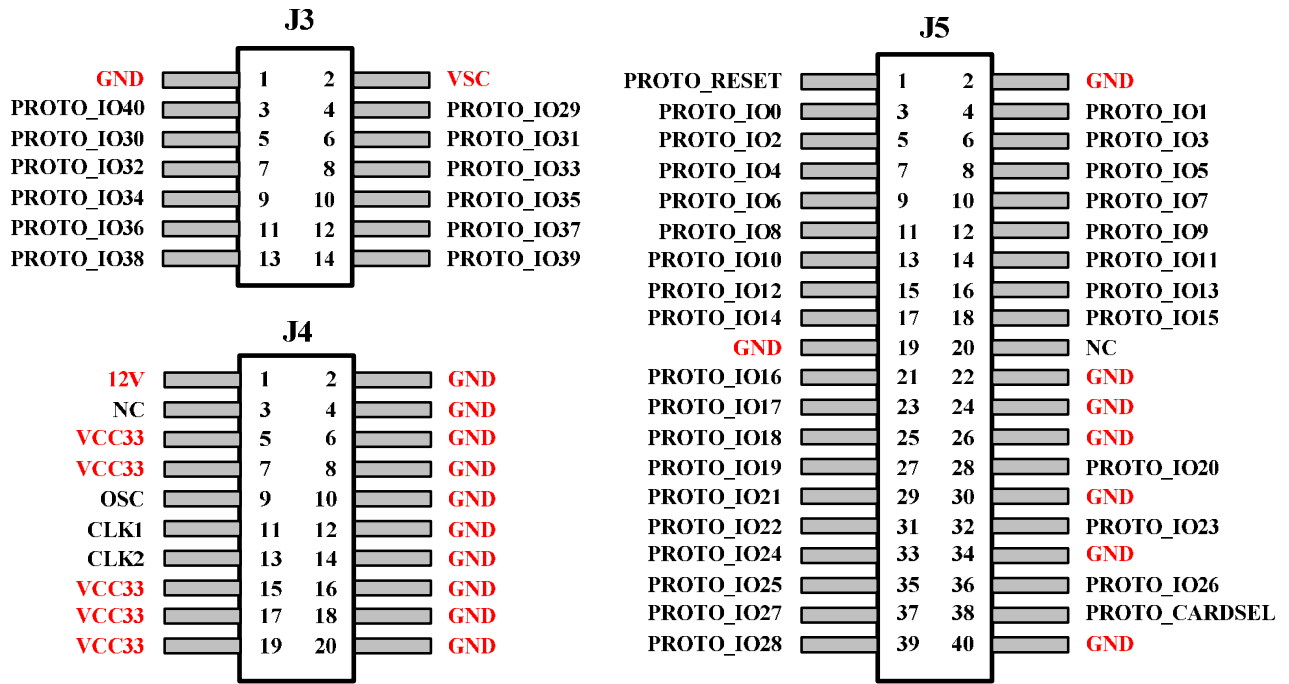 J3
GND 1 2 VSC
PROTO_IO40 3 4 PROTO_IO29
PROTO_IO30 5 6 PROTO_IO31
PROTO_IO32 7 8 PROTO_IO33
PROTO_IO34 9 10 PROTO_IO35
PROTO_IO36 11 12 PROTO_IO37
PROTO_IO38 13 14 PROTO_IO39
J4
12V 1 2 GND
NC 3 4 GND
VCC33 5 6 GND
VCC33 7 8 GND
OSC 9 10 GND
CLK1 11 12 GND
CLK2 13 14 GND
VCC33 15 16 GND
VCC33 17 18 GND
VCC33 19 20 GND
J5
PROTO_RESET 1 2 GND
PROTO_IO0 3 4 PROTO_IO1
PROTO_IO2 5 6 PROTO_IO3
PROTO_IO4 7 8 PROTO_IO5
PROTO_IO6 9 10 PROTO_IO7
PROTO_IO8 11 12 PROTO_IO9
PROTO_IO10 13 14 PROTO_IO11
PROTO_IO12 15 16 PROTO_IO13
PROTO_IO14 17 18 PROTO_IO15
GND 19 20 NC
PROTO_IO16 21 22 GND
PROTO_IO17 23 24 GND
PROTO_IO18 25 26 GND
PROTO_IO19 27 28 PROTO_IO20
PROTO_IO21 29 30 GND
PROTO_IO22 31 32 PROTO_IO23
PROTO_IO24 33 34 GND
PROTO_IO25 35 36 PROTO_IO26
PROTO_IO27 37 38 PROTO_CARDSEL
PROTO_IO28 39 40 GND